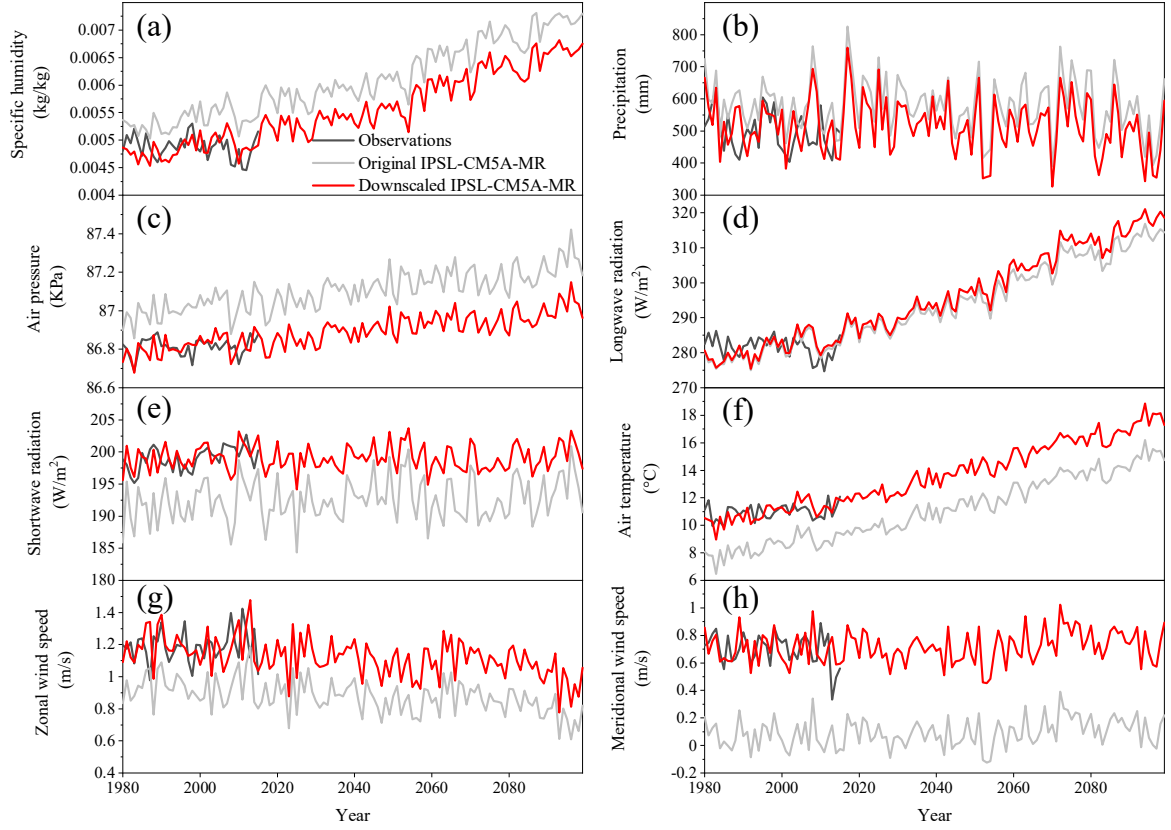 (a)
Specific humidity
(kg/kg)
0.007
0.0065
0.006
0.0055
0.005
0.0045
0.004
Observations
Original IPSL-CM5A-MR
Downscaled IPSL-CM5A-MR
(b)
Precipitation
(mm)
800
700
600
500
400
300
(c)
Air pressure
(KPa)
0.004
87.4
87.2
87
86.8
86.6
(d)
Longwave radiation
(W/m²)
320
310
300
290
280
270
(e)
Shortwave radiation
(W/m²)
205
200
195
190
185
180
(f)
Air temperature
(°C)
18
16
14
12
10
8
6
(g)
Zonal wind speed
(m/s)
1.4
1.2
1
0.8
0.6
0.4
1980
2000
2020
2040
2060
2080
Year
(h)
Meridional wind speed
(m/s)
1
0.8
0.6
0.4
0.2
0
-0.2
1980
2000
2020
2040
2060
2080
Year